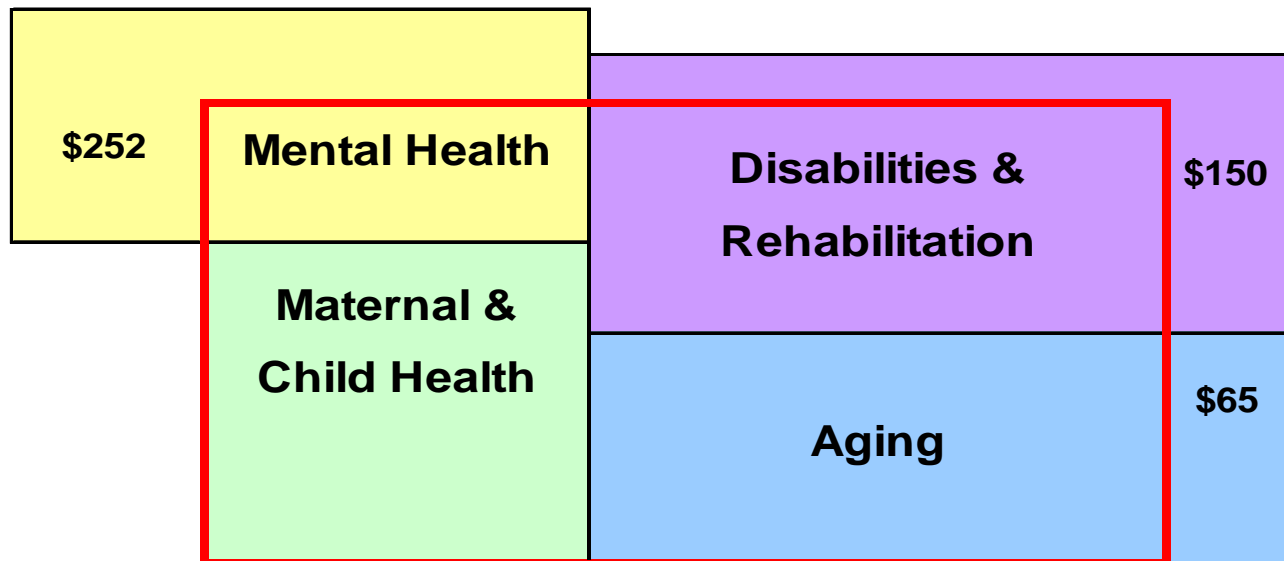 $252
Mental Health
Disabilities &
Rehabilitation
$150
Maternal &
Child Health
Aging
$65